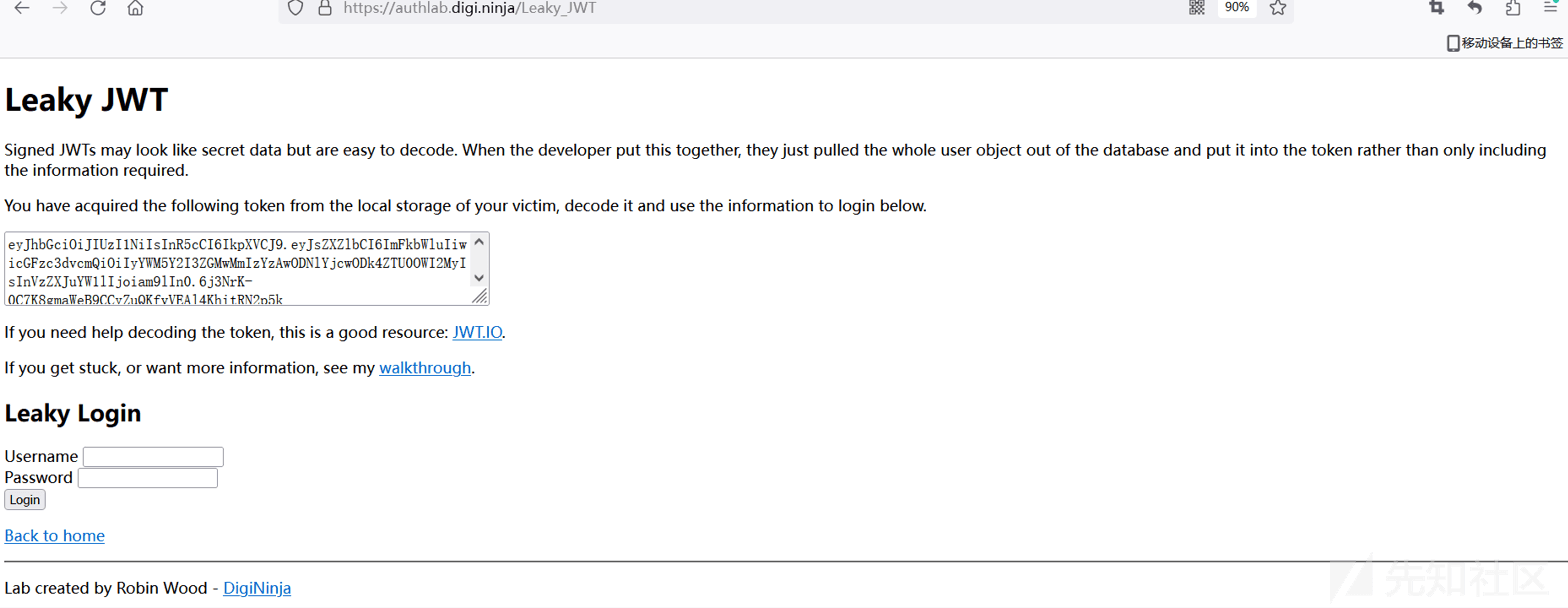 https://authlab.digi.ninja/Leaky_JWT
90%
移动设备上的书签
Leaky JWT
Signed JWTs may look like secret data but are easy to decode. When the developer put this together, they just pulled the whole user object out of the database and put it into the token rather than only including
the information required.
You have acquired the following token from the local storage of your victim, decode it and use the information to login below.
eyJhbGciOiJIUzI1NiIsInR5cCI6IkpXVCJ9.eyJsZXZlbCI6ImFkbWluIiw
icGFzc3dvcmQiOiIyYWM5Y2I3ZGMwMmIzYzAwODNlYjcwODk4ZTU0OWI2MyI
sInVzZXJuYW1lIjoiam9lIn0.6j3NrK-
0C7K8gmaWeB9CCyZuQKfyVEAl4KhitRN2p5k
If you need help decoding the token, this is a good resource: JWT.IO.
If you get stuck, or want more information, see my walkthrough.
Leaky Login
Username
Password
Login
Back to home
Lab created by Robin Wood - DigiNinja
先知社区